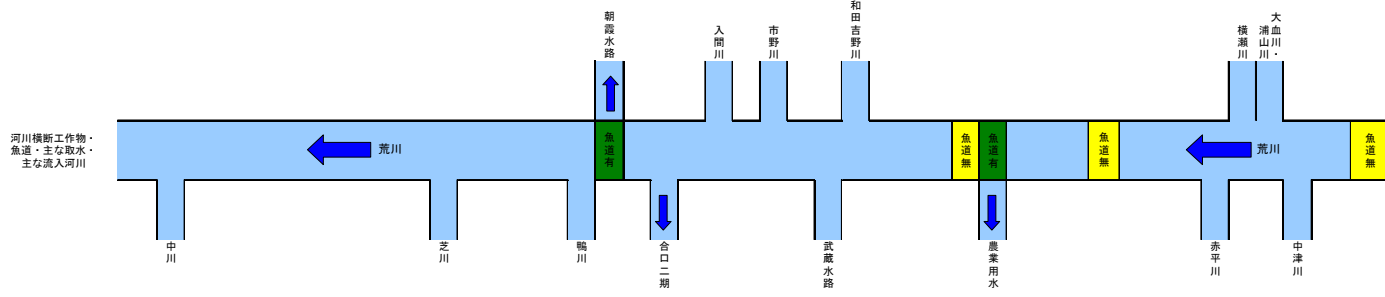 朝霞水路
入間川
市野川
和田吉野川
横瀬川
大血川・
浦山川
河川横断工作物・
魚道・主な取水・
主な流入河川
荒川
魚道有
魚道無
魚道有
魚道無
荒川
魚道無
中川
芝川
鴨川
合口二期
武蔵水路
農業用水
赤平川
中津川